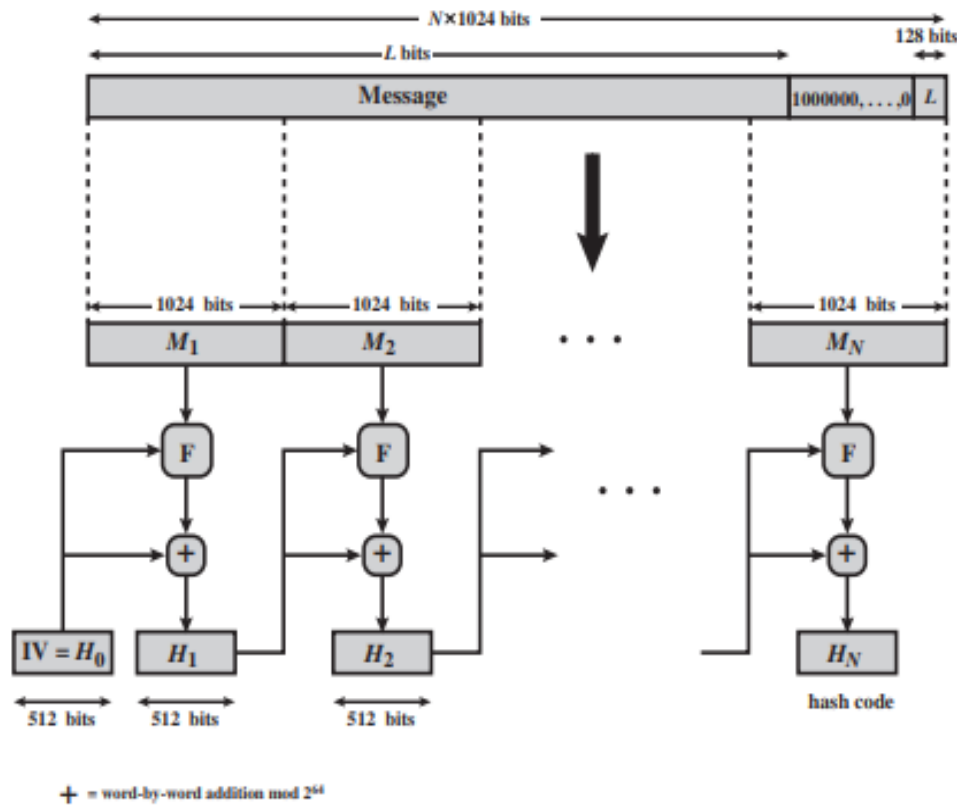 N×1024 bits
128 bits
L bits
Message 1000000, . . . ,0 L
1024 bits 1024 bits 1024 bits
M1 M2 . . . MN
F F F
. . .
+ + +
IV = H0 H1 H2 HN
512 bits 512 bits 512 bits hash code
+ = word-by-word addition mod 2^64